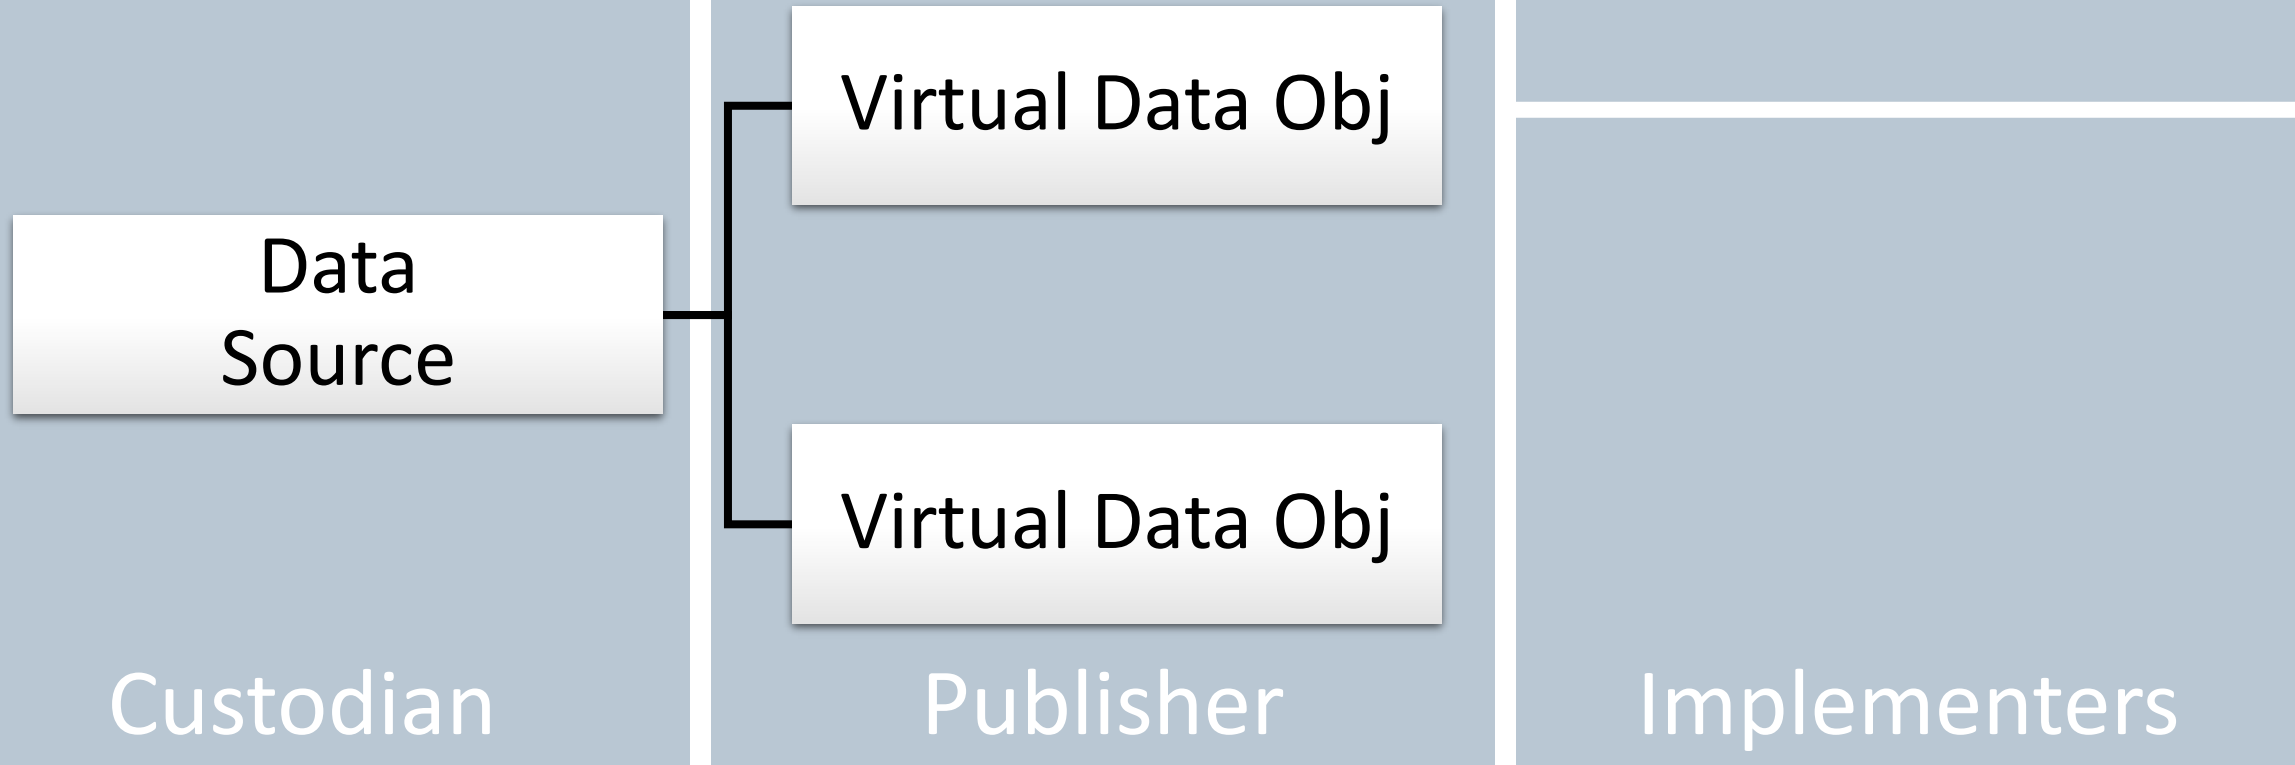 Virtual Data Obj
Data
Source
Virtual Data Obj
Custodian
Publisher
Implementers